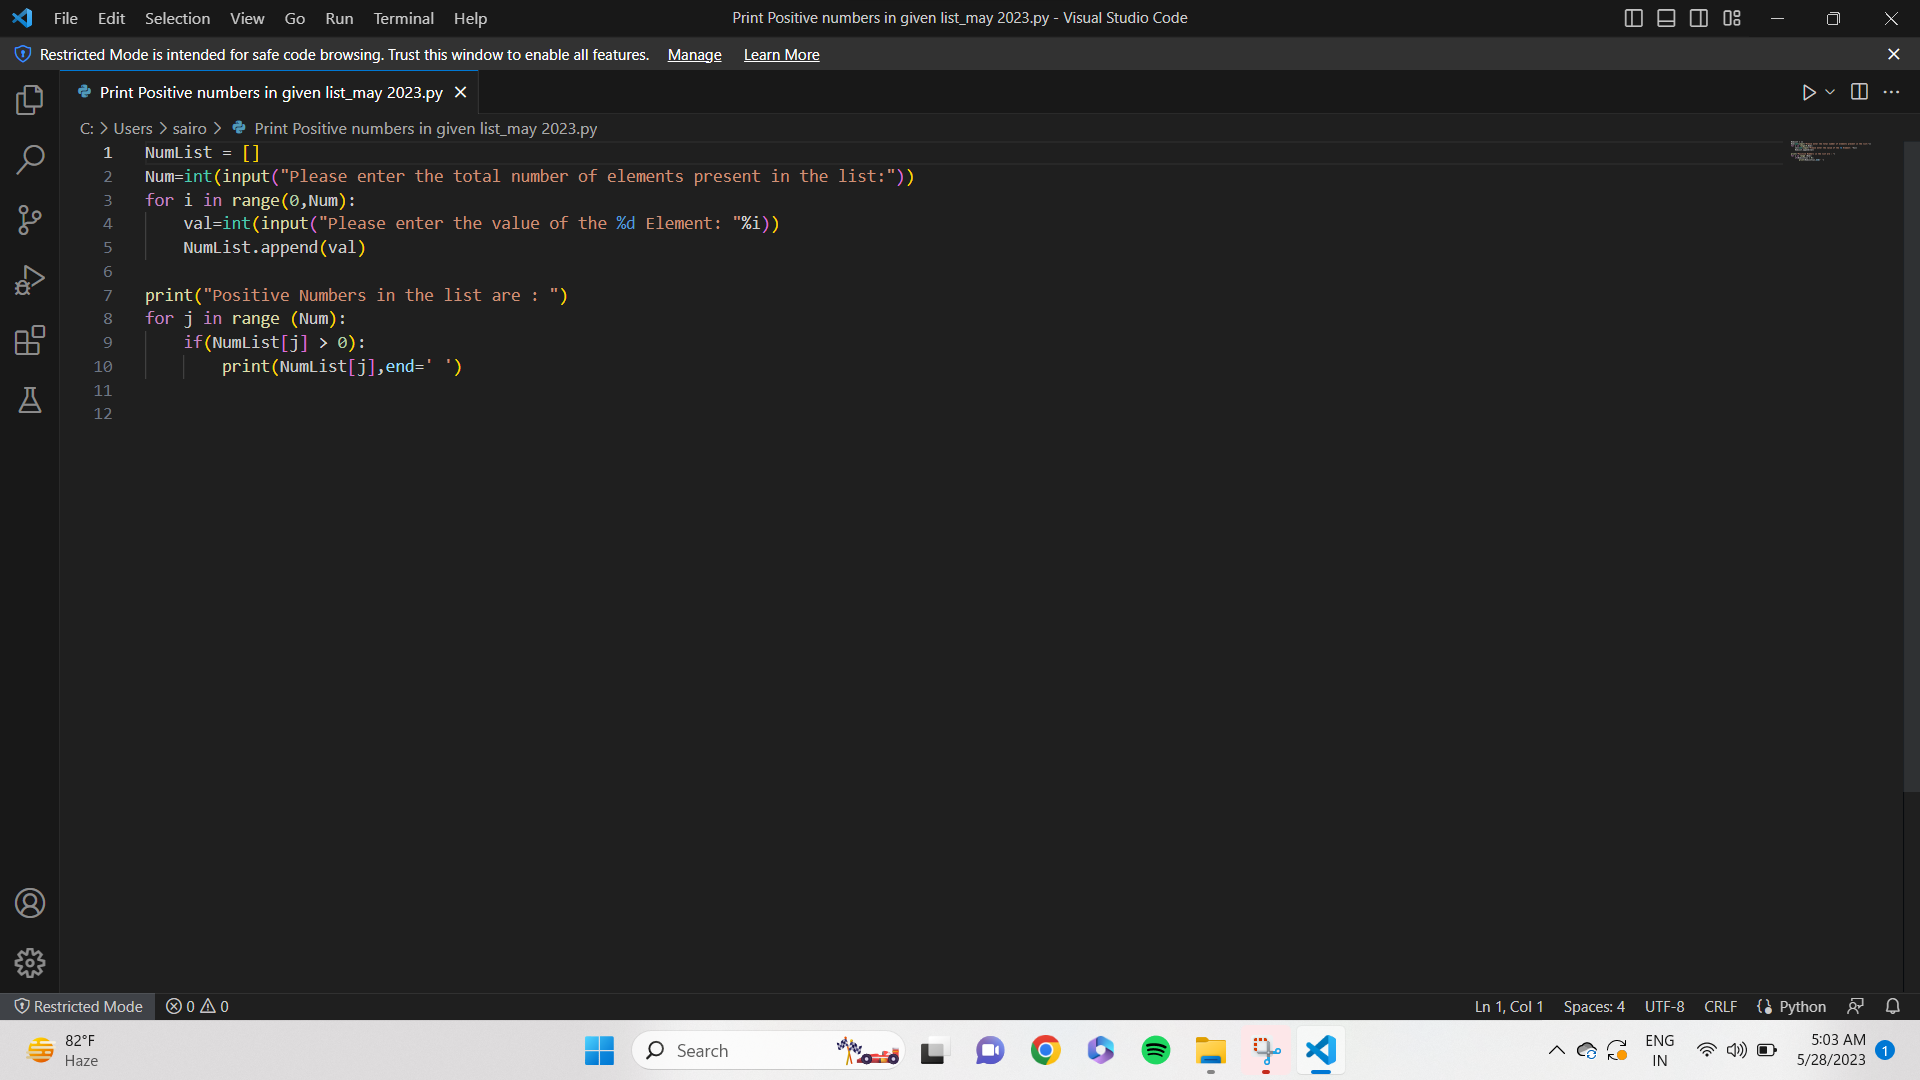 File Edit Selection View Go Run Terminal Help
Print Positive numbers in given list_may 2023.py - Visual Studio Code
Restricted Mode is intended for safe code browsing. Trust this window to enable all features. Manage Learn More
Print Positive numbers in given list_may 2023.py
C: > Users > sairo > Print Positive numbers in given list_may 2023.py
1 NumList = []
2 Num=int(input("Please enter the total number of elements present in the list:"))
3 for i in range(0,Num):
4     val=int(input("Please enter the value of the %d Element: "%i))
5     NumList.append(val)
6
7 print("Positive Numbers in the list are : ")
8 for j in range (Num):
9     if(NumList[j] > 0):
10         print(NumList[j],end=' ')
11
12
Restricted Mode 0 0 Ln 1, Col 1 Spaces: 4 UTF-8 CRLF Python
82°F
Haze
Search
ENG
IN
5:03 AM
5/28/2023
1